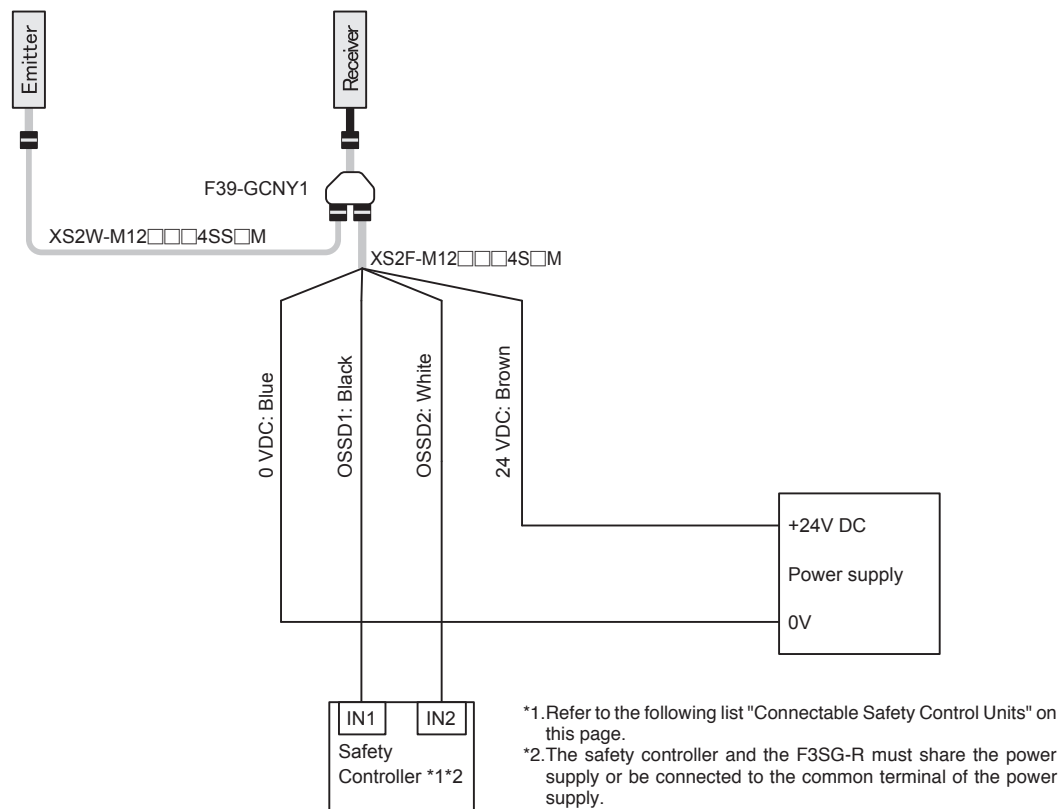 Emitter
Receiver
F39-GCNY1
XS2W-M12□□□4SS□M
XS2F-M12□□□4S□M
0 VDC: Blue
OSSD1: Black
OSSD2: White
24 VDC: Brown
+24V DC
Power supply
0V
IN1
IN2
Safety
Controller *1*2
*1.Refer to the following list "Connectable Safety Control Units" on
this page.
*2.The safety controller and the F3SG-R must share the power
supply or be connected to the common terminal of the power
supply.